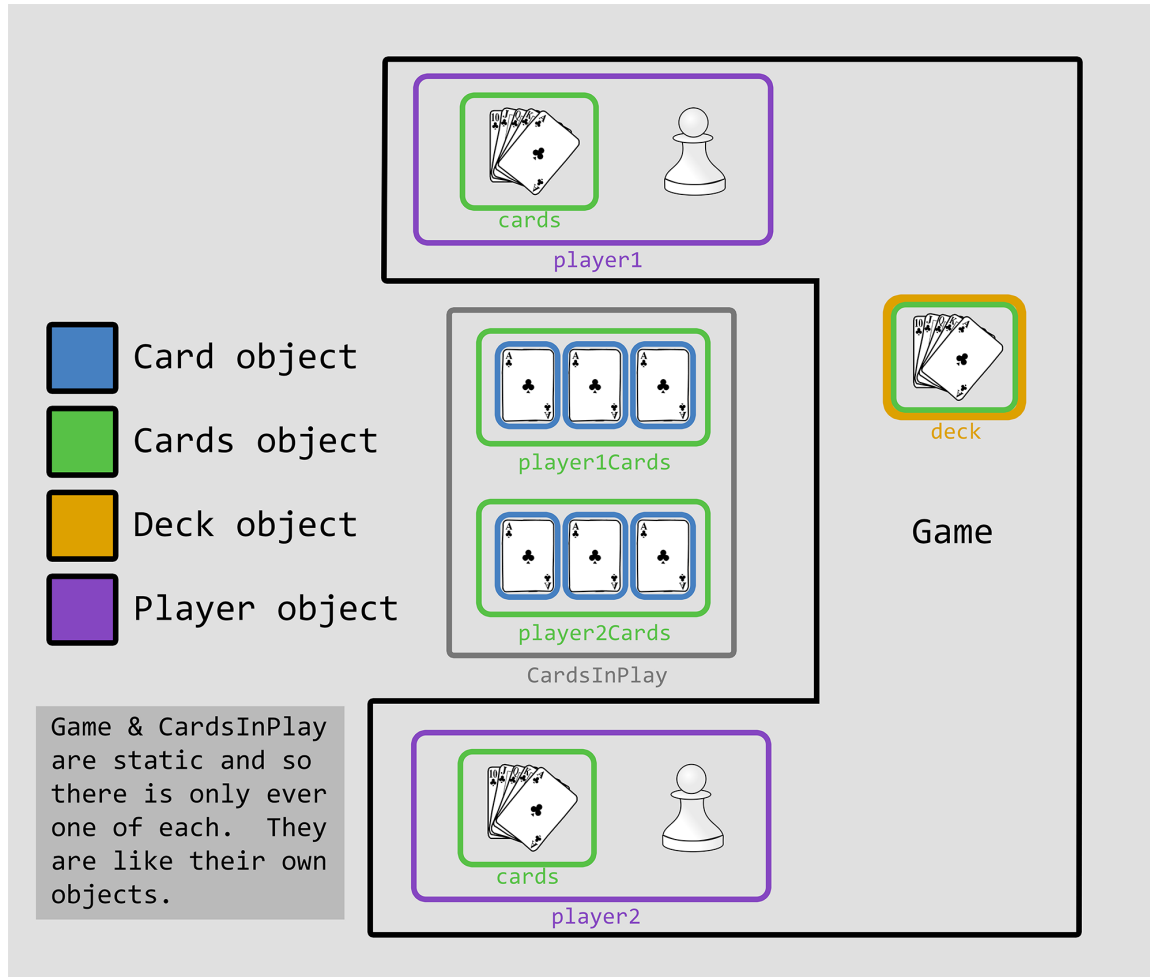 cards
player1
Card object
Cards object
Deck object
Player object
player1Cards
player2Cards
CardsInPlay
deck
Game
Game & CardsInPlay
are static and so
there is only ever
one of each.  They
are like their own
objects.
cards
player2